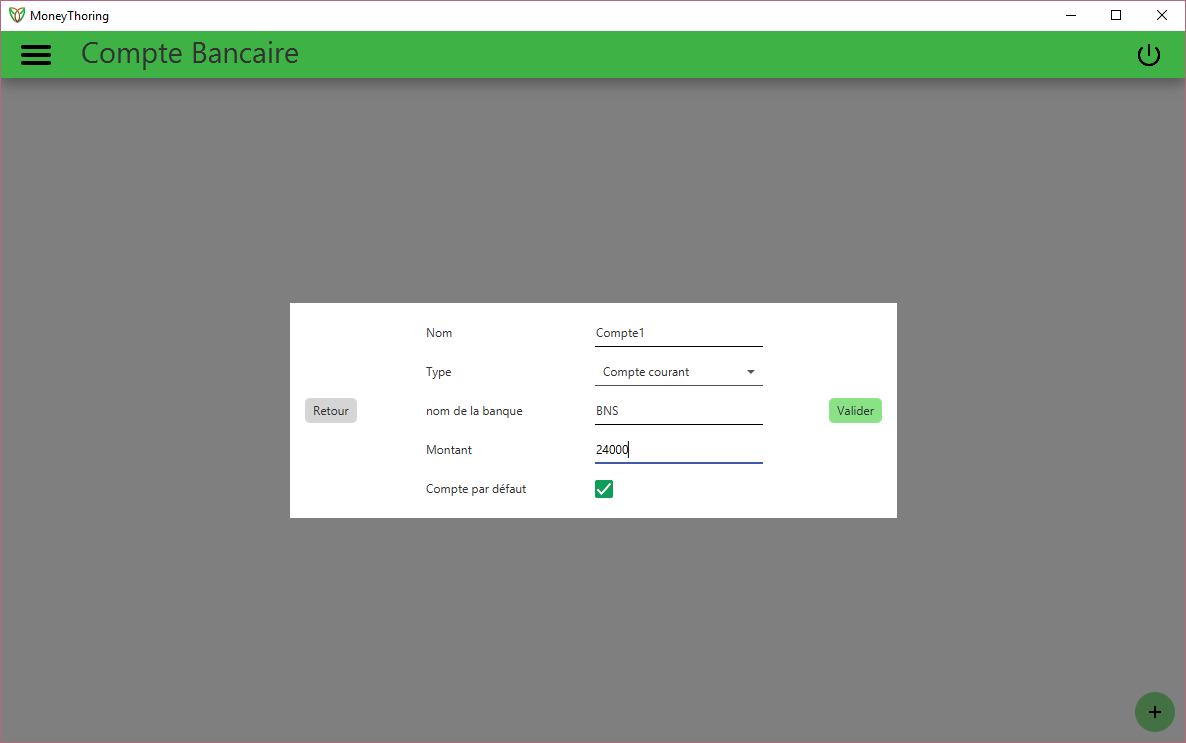 MoneyThoring
Compte Bancaire
Nom
Compte1
Type
Compte courant
Retour
nom de la banque
BNS
Valider
Montant
24000
Compte par défaut
+